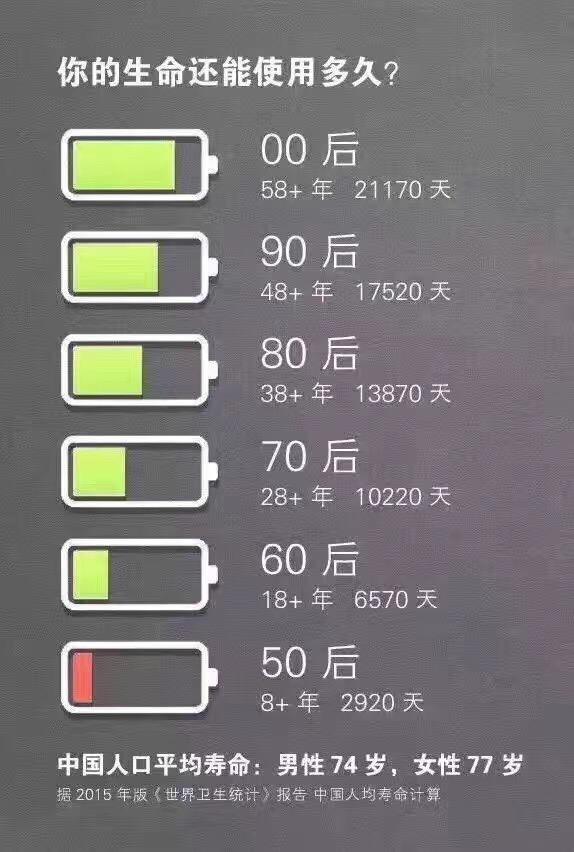 你的生命还能使用多久?
00 后
58+ 年 21170 天
90 后
48+ 年 17520 天
80 后
38+ 年 13870 天
70 后
28+ 年 10220 天
60 后
18+ 年 6570 天
50 后
8+ 年 2920 天
中国人口平均寿命：男性 74 岁，女性 77 岁
据 2015 年版《世界卫生统计》报告 中国人均寿命计算